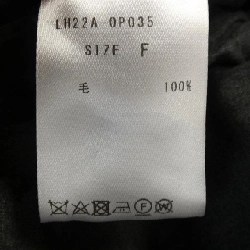 LH22A OP035
SIZE F
毛 100%
F W